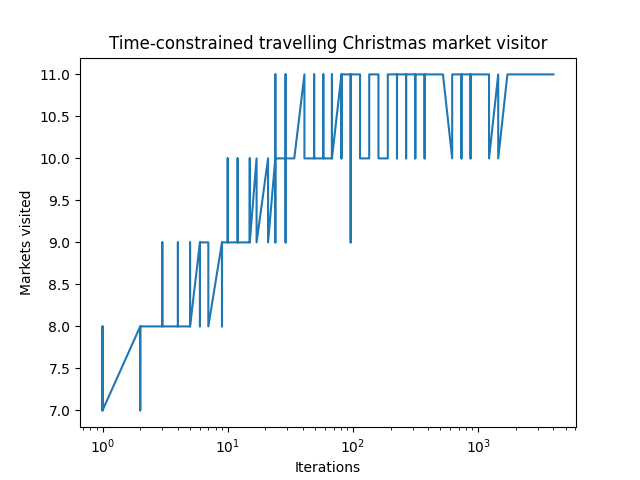 Time-constrained travelling Christmas market visitor
11.0
10.5
10.0
9.5
9.0
8.5
8.0
7.5
7.0
Markets visited
10⁰ 10¹ 10² 10³
Iterations